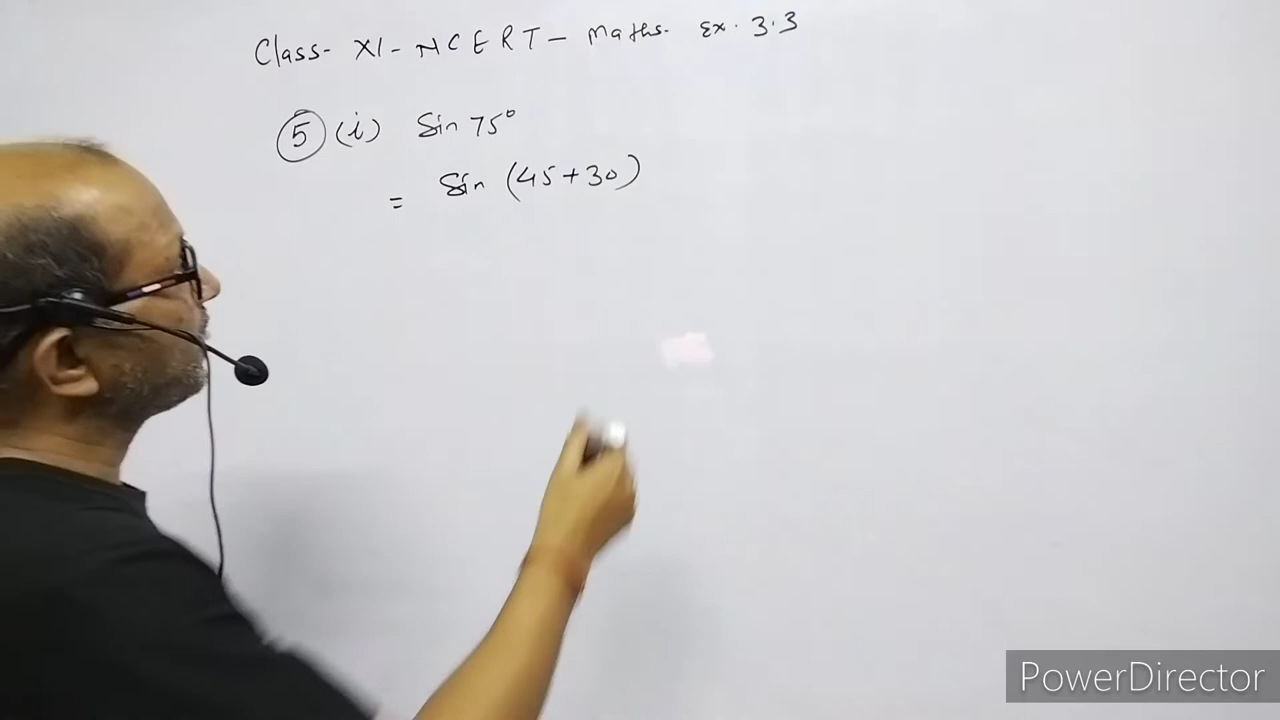 Class- XI - NCERT - Maths. Ex. 3.3
5 (i) Sin 75°
= Sin (45+30)
PowerDirector